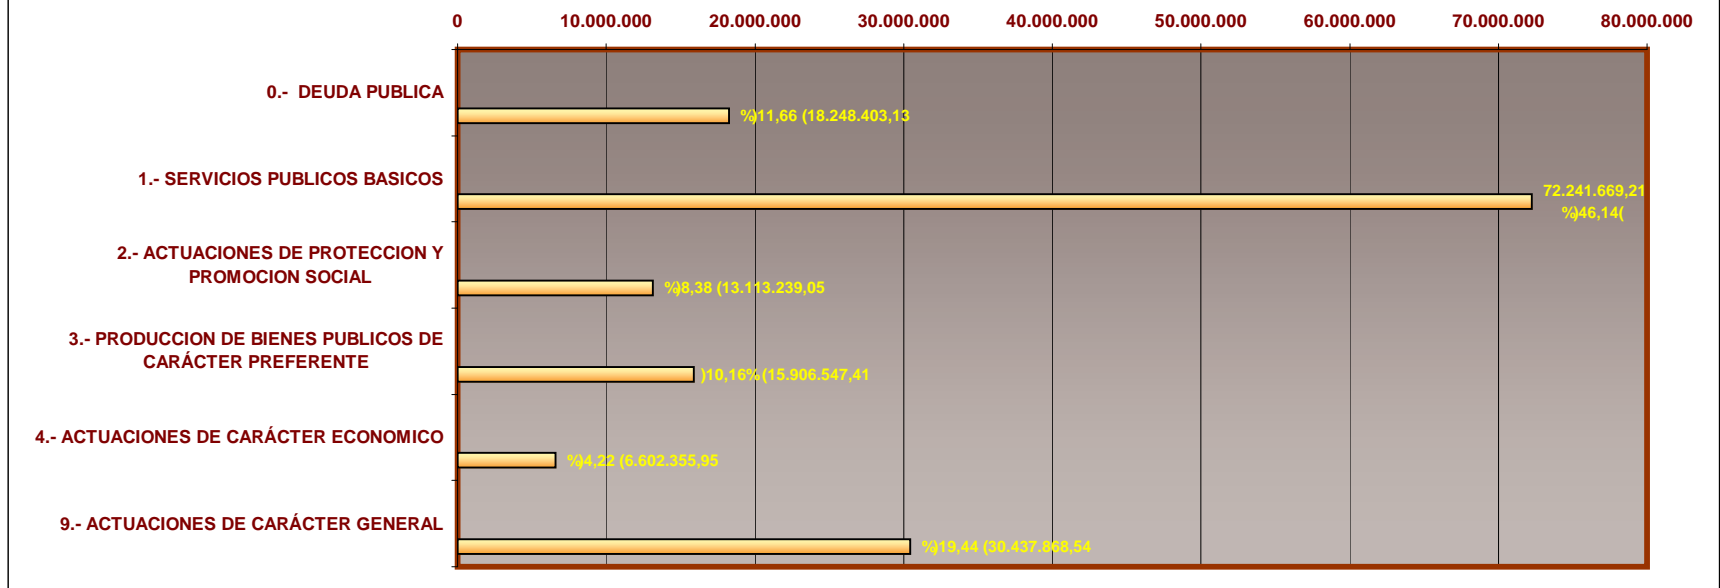 0 10.000.000 20.000.000 30.000.000 40.000.000 50.000.000 60.000.000 70.000.000 80.000.000
0.- DEUDA PUBLICA
%)11,66 (18.248.403,13
1.- SERVICIOS PUBLICOS BASICOS
72.241.669,21
%)46,14(
2.- ACTUACIONES DE PROTECCION Y
PROMOCION SOCIAL
%)8,38 (13.113.239,05
3.- PRODUCCION DE BIENES PUBLICOS DE
CARÁCTER PREFERENTE
)10,16% (15.906.547,41
4.- ACTUACIONES DE CARÁCTER ECONOMICO
%)4,22 (6.602.355,95
9.- ACTUACIONES DE CARÁCTER GENERAL
%)19,44 (30.437.868,54